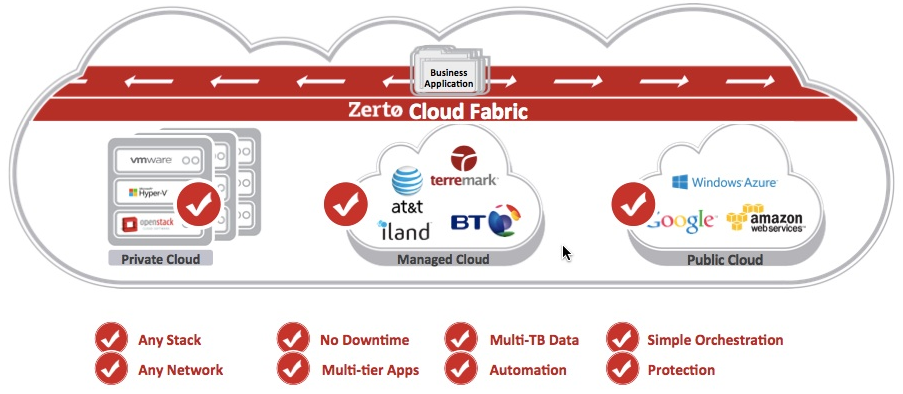 Business
Application
Zerto Cloud Fabric
vmware
Microsoft
Hyper-V
openstack
Private Cloud
terremark
at&t
iland
BT
Managed Cloud
Windows Azure
Google
amazon
web services
Public Cloud
Any Stack
No Downtime
Multi-TB Data
Simple Orchestration
Any Network
Multi-tier Apps
Automation
Protection